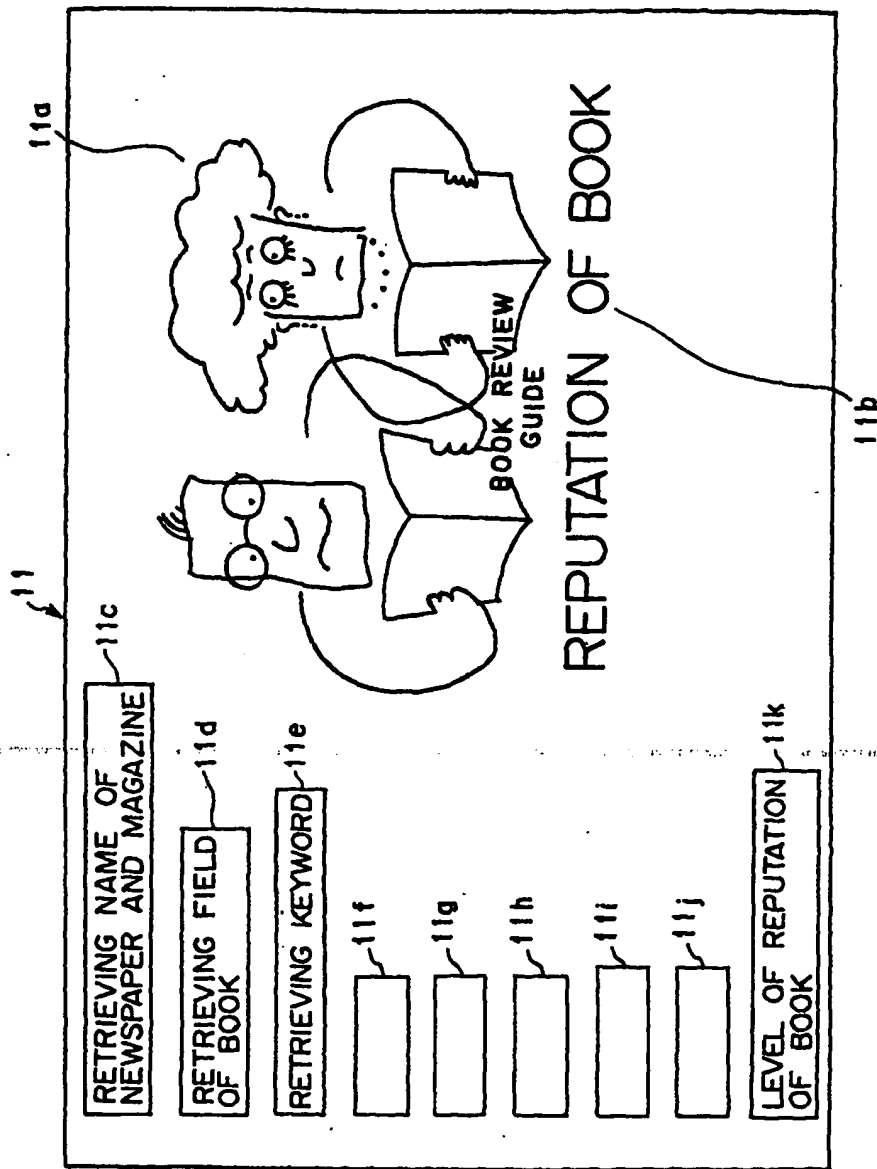 11
RETRIEVING NAME OF
NEWSPAPER AND MAGAZINE
11c
RETRIEVING FIELD
OF BOOK
11d
RETRIEVING KEYWORD
11e
11f
11g
11h
11i
11j
LEVEL OF REPUTATION
OF BOOK
11k
11a
BOOK REVIEW
GUIDE
REPUTATION OF BOOK
11b